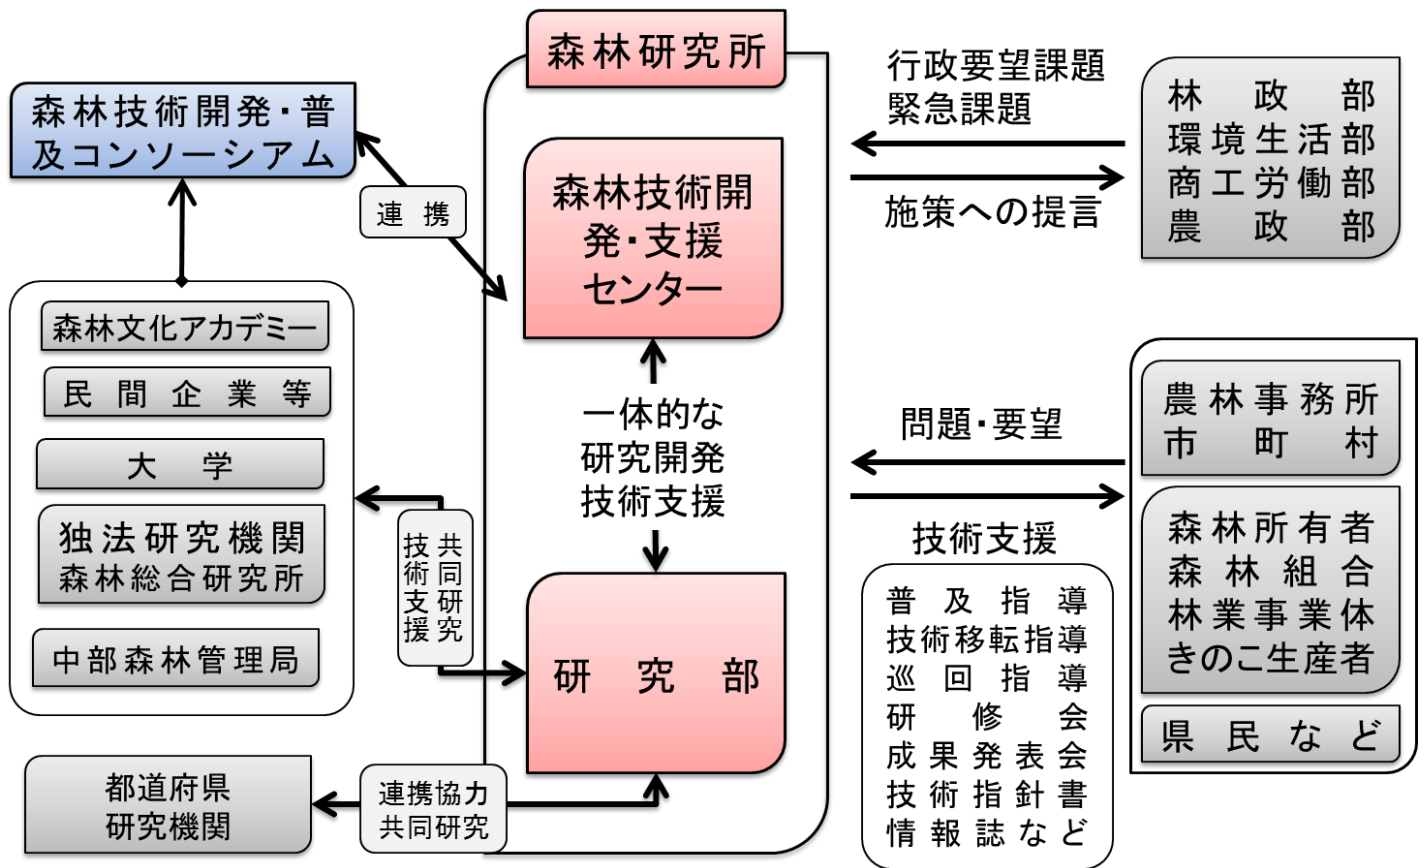 森林研究所
森林技術開発・普
及コンソーシアム
連携
森林文化アカデミー
民間企業等
大学
独法研究機関
森林総合研究所
中部森林管理局
都道府県
研究機関
共同研究
技術支援
連携協力
共同研究
森林技術開
発・支援
センター
一体的な
研究開発
技術支援
研究部
行政要望課題
緊急課題
施策への提言
林政部
環境生活部
商工労働部
農政部
問題・要望
技術支援
普及指導
技術移転指導
巡回指導
研修会
成果発表会
技術指針書
情報誌など
農林事務所
市町村
森林所有者
森林組合
林業事業体
きのこ生産者
県民など